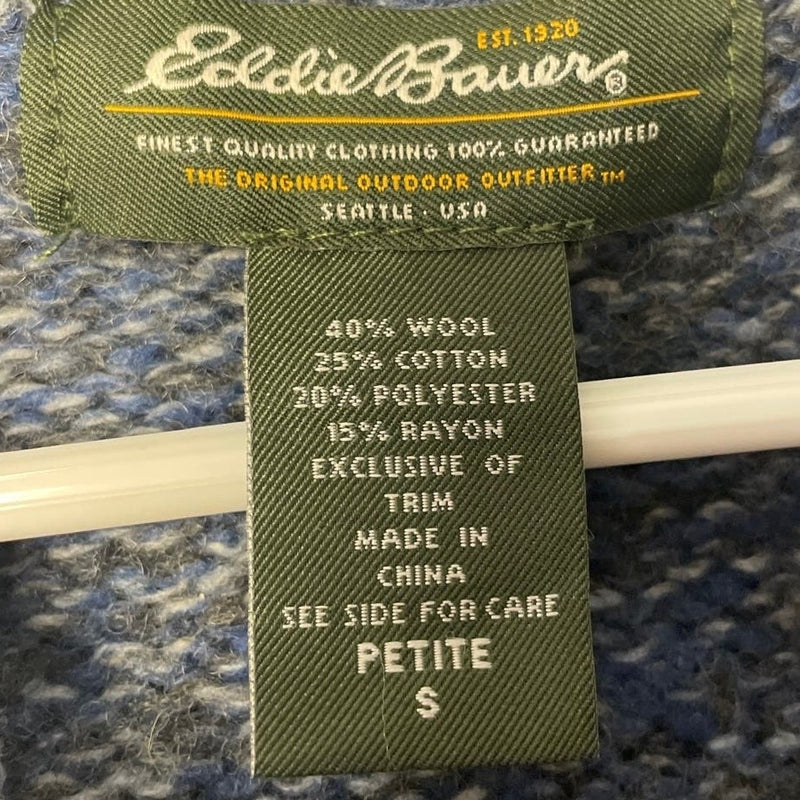 EST. 1920
Eddie Bauer®
FINEST QUALITY CLOTHING 100% GUARANTEED
THE ORIGINAL OUTDOOR OUTFITTER™
SEATTLE · USA
40% WOOL
25% COTTON
20% POLYESTER
15% RAYON
EXCLUSIVE OF
TRIM
MADE IN
CHINA
SEE SIDE FOR CARE
PETITE
S